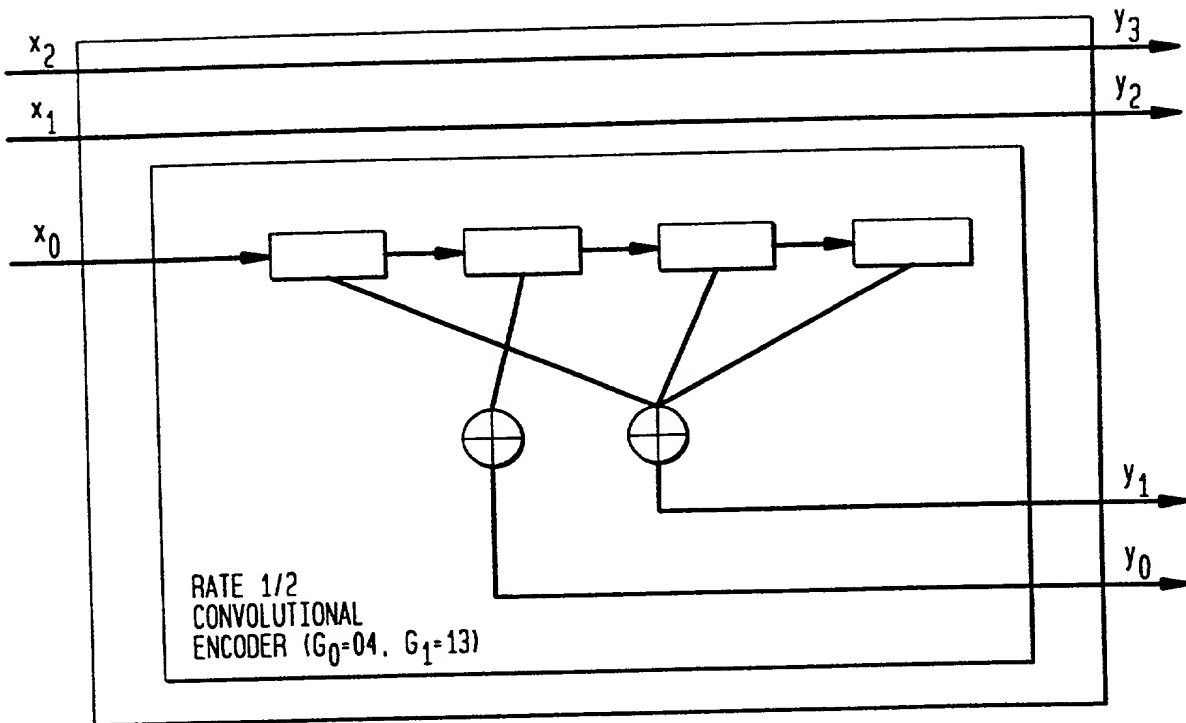 x2
y3
x1
y2
x0
y1
y0
RATE 1/2
CONVOLUTIONAL
ENCODER (G0=04, G1=13)